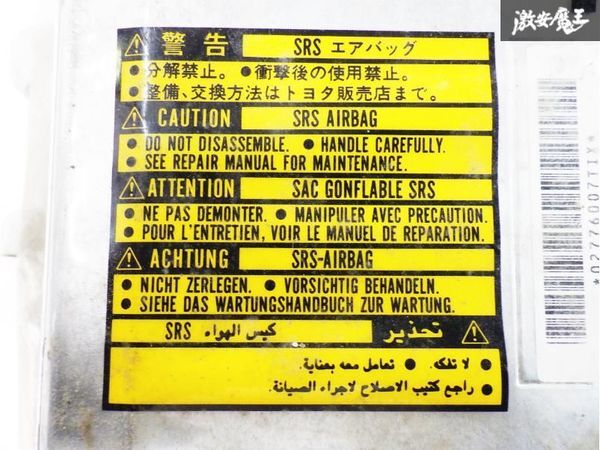 激安魔王
警告 SRS エアバッグ
● 分解禁止。 ● 衝撃後の使用禁止。
● 整備、交換方法はトヨタ販売店まで。
CAUTION SRS AIRBAG
● DO NOT DISASSEMBLE. ● HANDLE CAREFULLY.
● SEE REPAIR MANUAL FOR MAINTENANCE.
ATTENTION SAC GONFLABLE SRS
● NE PAS DEMONTER. ● MANIPULER AVEC PRECAUTION.
● POUR L'ENTRETIEN, VOIR LE MANUEL DE REPARATION.
ACHTUNG SRS-AIRBAG
● NICHT ZERLEGEN. ● VORSICHTIG BEHANDELN.
● SIEHE DAS WARTUNGSHANDBUCH ZUR WARTUNG.
تحذير كيس الهواء SRS
● لا تفكه. ● تعامل معه بعناية.
● راجع كتيب الاصلاح لاجراء الصيانة.
*02776007TIX*